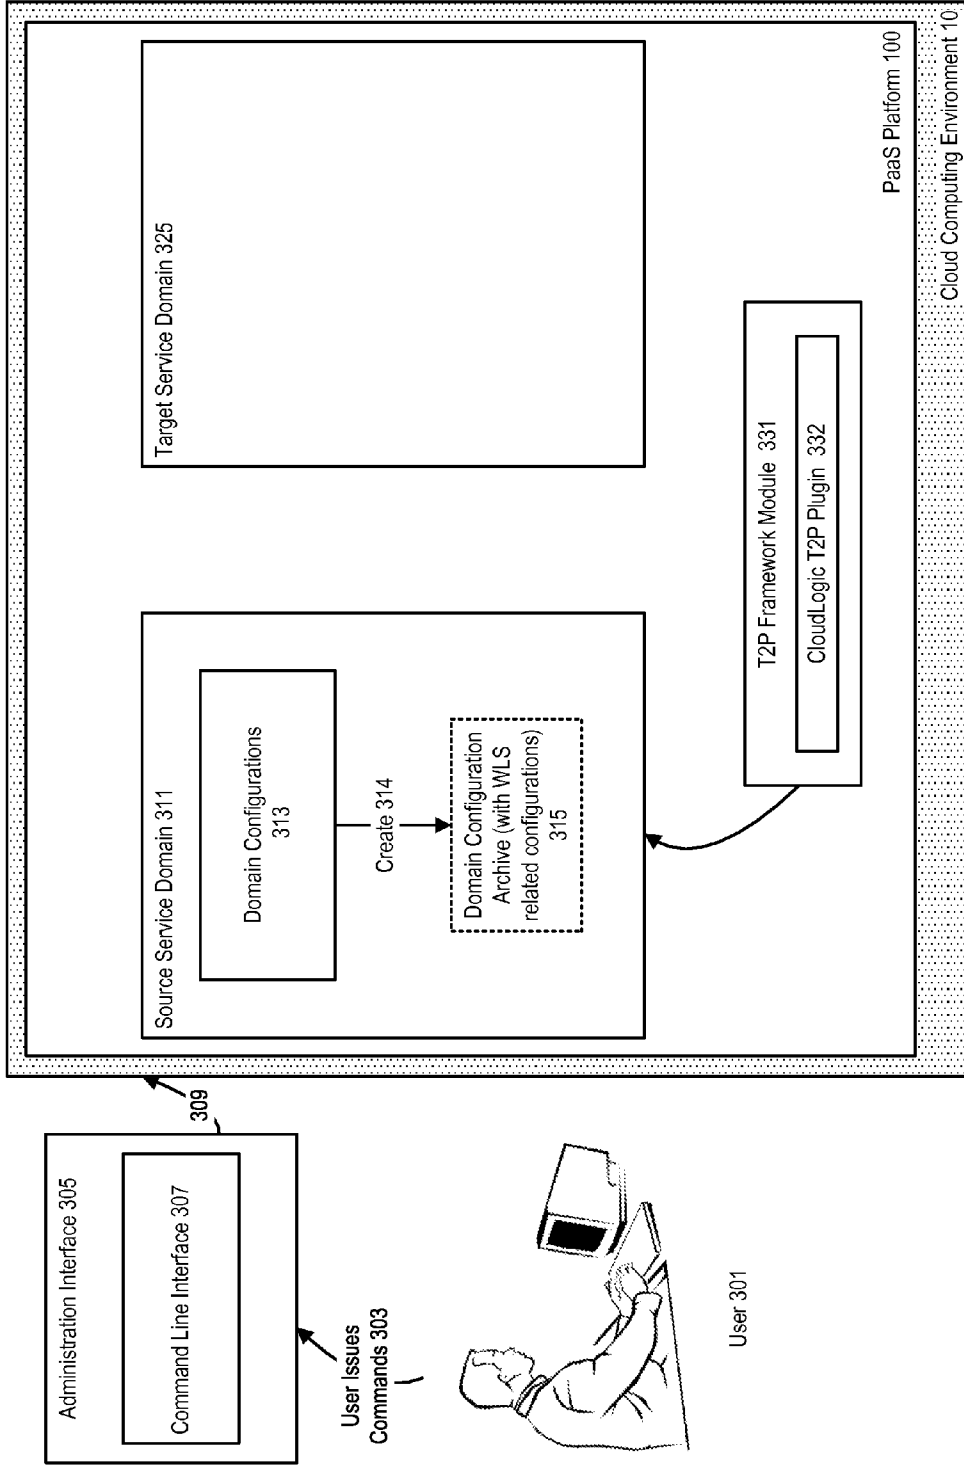 Administration Interface 305
Command Line Interface 307
User Issues
Commands 303
User 301
309
Source Service Domain 311
Domain Configurations
313
Create 314
Domain Configuration
Archive (with WLS
related configurations)
315
Target Service Domain 325
T2P Framework Module 331
CloudLogic T2P Plugin 332
PaaS Platform 100
Cloud Computing Environment 10